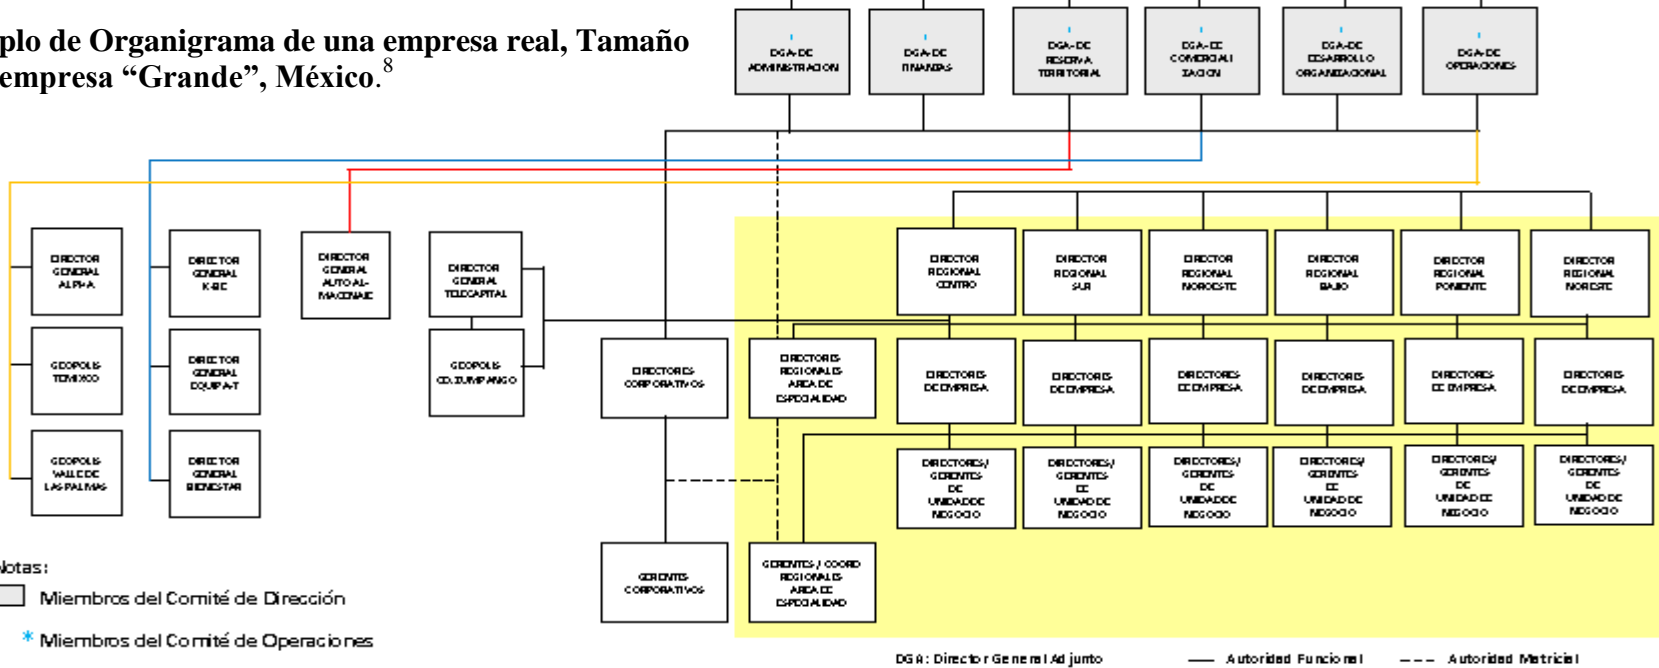 plo de Organigrama de una empresa real, Tamaño
empresa “Grande”, México.⁸
DGA-DE
ADMINISTRACION
DGA-DE
FINANZAS
DGA-DE
RESERVA
TERRITORIAL
DGA-DE
COMERCIALI
ZACION
DGA-DE
DESARROLLO
ORGANIZACIONAL
DGA-DE
OPERACIONES
DIRECTOR
GENERAL
ALPHA
DIRECTOR
GENERAL
K-BE
DIRECTOR
GENERAL
AUTO AL-
MACENAJE
DIRECTOR
GENERAL
TELECAPITAL
DIRECTOR
REGIONAL
CENTRO
DIRECTOR
REGIONAL
SUR
DIRECTOR
REGIONAL
NOROESTE
DIRECTOR
REGIONAL
BAJIO
DIRECTOR
REGIONAL
PONIENTE
DIRECTOR
REGIONAL
NORESTE
GEOPOLIS
TEMIXCO
DIRECTOR
GENERAL
EQUIPA-T
GEOPOLIS
CD. ZUMPANGO
DIRECTORES
CORPORATIVOS
DIRECTORES
REGIONALES
AREA DE
ESPECIALIDAD
DIRECTORES
DE EMPRESA
DIRECTORES
DE EMPRESA
DIRECTORES
DE EMPRESA
DIRECTORES
DE EMPRESA
DIRECTORES
DE EMPRESA
DIRECTORES
DE EMPRESA
GEOPOLIS
VALLE DE
LAS PALMAS
DIRECTOR
GENERAL
BIENESTAR
DIRECTORES/
GERENTES
DE
UNIDAD DE
NEGOCIO
DIRECTORES/
GERENTES
DE
UNIDAD DE
NEGOCIO
DIRECTORES/
GERENTES
DE
UNIDAD DE
NEGOCIO
DIRECTORES/
GERENTES
DE
UNIDAD DE
NEGOCIO
DIRECTORES/
GERENTES
DE
UNIDAD DE
NEGOCIO
DIRECTORES/
GERENTES
DE
UNIDAD DE
NEGOCIO
GERENTES
CORPORATIVOS
GERENTES / COORD
REGIONALES
AREA DE
ESPECIALIDAD
Notas:
Miembros del Comité de Dirección
* Miembros del Comité de Operaciones
DGA: Director General Adjunto
Autoridad Funcional
Autoridad Matricial